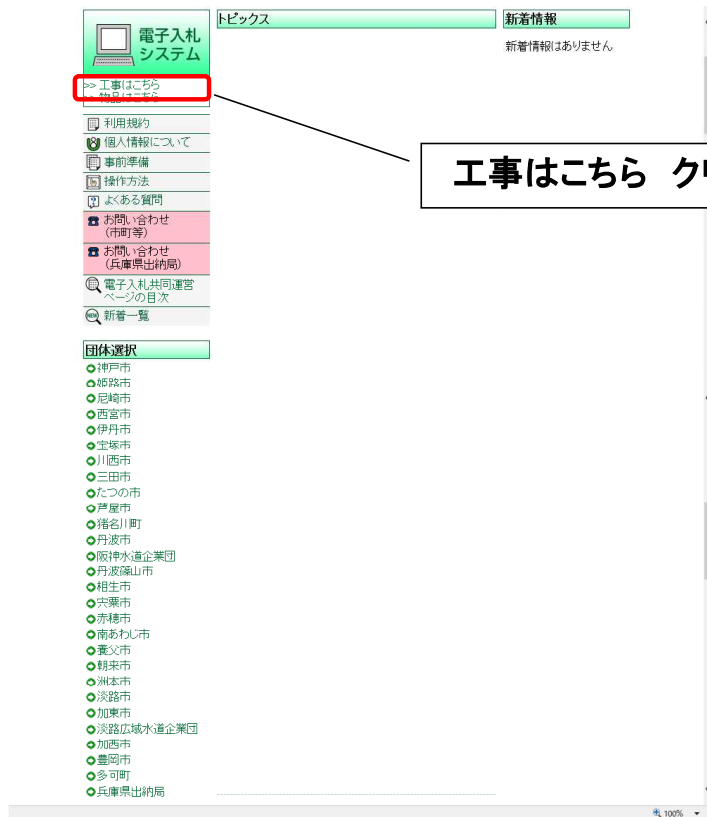 電子入札
システム
>> 工事はこちら
>> 物品はこちら
利用規約
個人情報について
事前準備
操作方法
よくある質問
お問い合わせ
(市町等)
お問い合わせ
(兵庫県出納局)
電子入札共同運営
ページの目次
新着一覧
団体選択
神戸市
姫路市
尼崎市
西宮市
伊丹市
宝塚市
川西市
三田市
たつの市
芦屋市
猪名川町
丹波市
阪神水道企業団
丹波篠山市
相生市
宍粟市
赤穂市
南あわじ市
養父市
朝来市
洲本市
淡路市
加東市
淡路広域水道企業団
加西市
豊岡市
多可町
兵庫県出納局
トピックス
新着情報
新着情報はありません
工事はこちら ク
100%